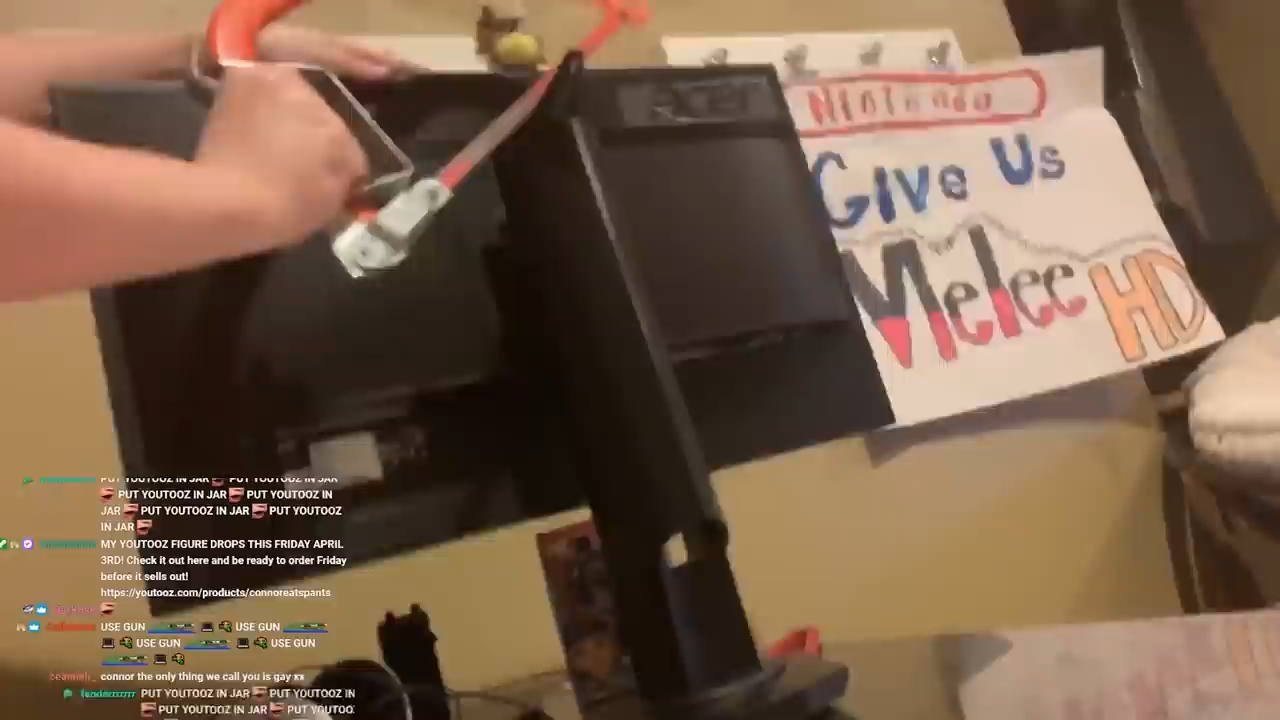 acer
Nintendo
Give Us
Melee HD
PUT YOUTOOZ IN JAR PUT YOUTOOZ IN JAR
PUT YOUTOOZ IN JAR PUT YOUTOOZ IN
JAR PUT YOUTOOZ IN JAR PUT YOUTOOZ
IN JAR
MY YOUTOOZ FIGURE DROPS THIS FRIDAY APRIL
3RD! Check it out here and be ready to order Friday
before it sells out!
https://youtooz.com/products/connoreatspants
USE GUN USE GUN
USE GUN USE GUN
connor the only thing we call you is gay xx
PUT YOUTOOZ IN JAR PUT YOUTOOZ IN
PUT YOUTOOZ IN JAR PUT YOUTOOZ